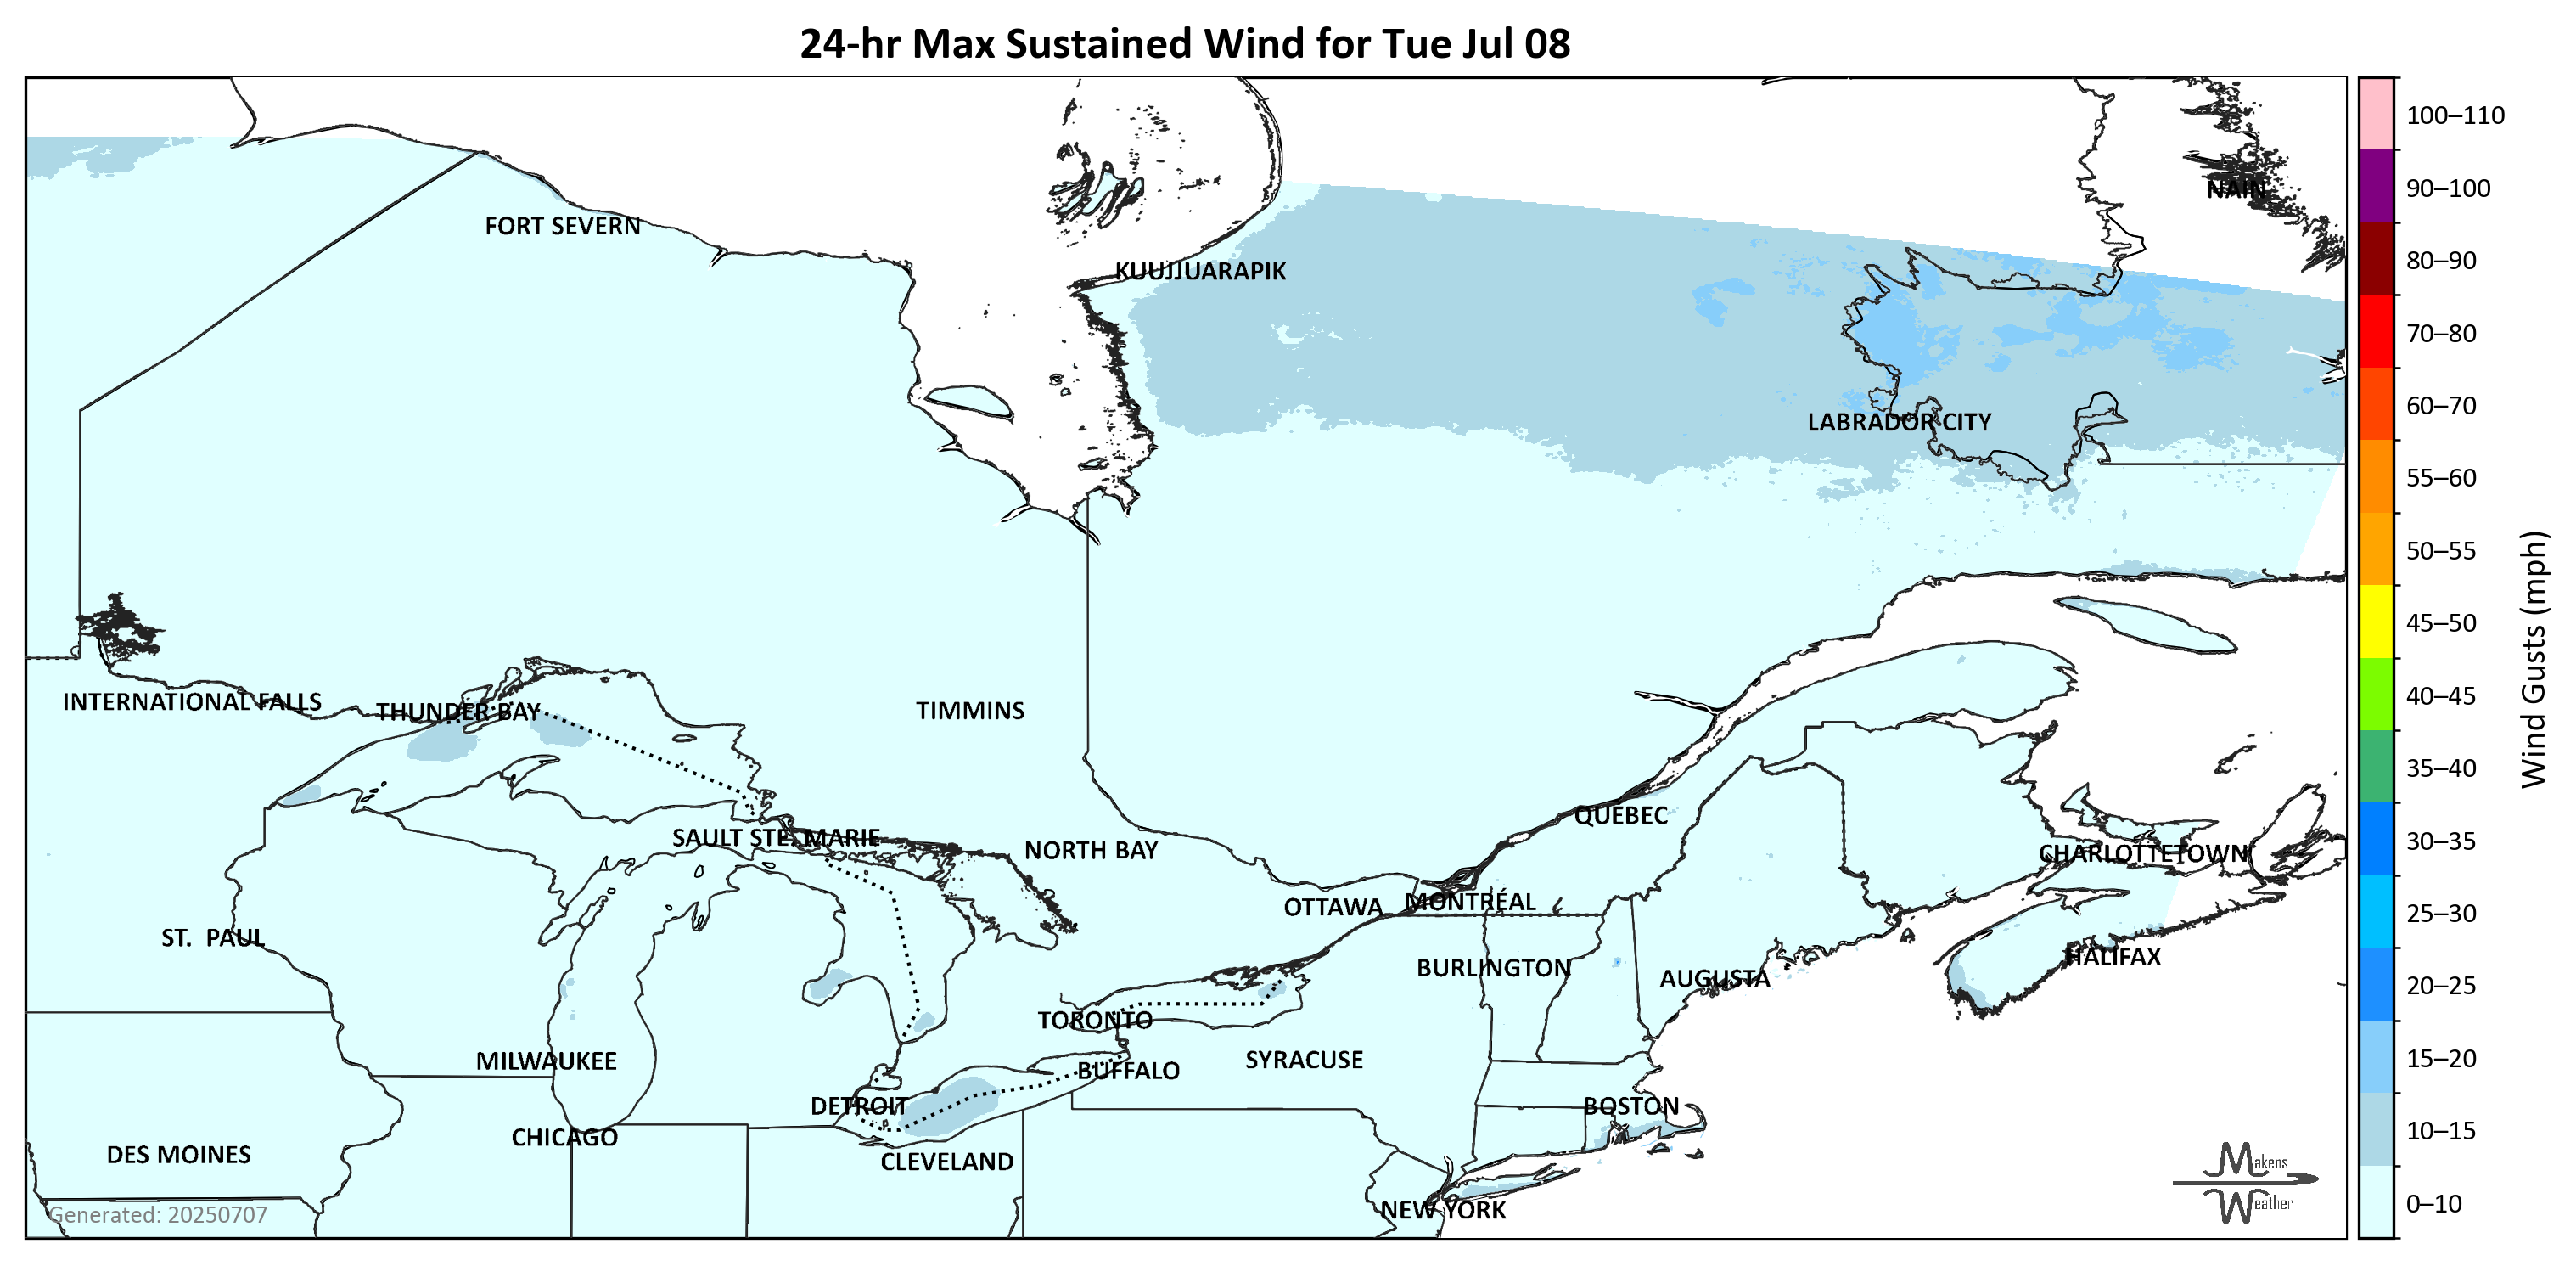 24-hr Max Sustained Wind for Tue Jul 08
100–110
90–100
80–90
70–80
60–70
55–60
50–55
45–50
40–45
35–40
30–35
25–30
20–25
15–20
10–15
0–10
Wind Gusts (mph)
NAIN
FORT SEVERN
KUUJJUARAPIK
LABRADOR CITY
INTERNATIONAL FALLS
THUNDER BAY
TIMMINS
QUÉBEC
SAULT STE. MARIE
NORTH BAY
CHARLOTTETOWN
OTTAWA
MONTRÉAL
ST. PAUL
BURLINGTON
AUGUSTA
HALIFAX
TORONTO
MILWAUKEE
BUFFALO
SYRACUSE
DETROIT
BOSTON
CHICAGO
DES MOINES
CLEVELAND
NEW YORK
Generated: 20250707
Makens
Weather